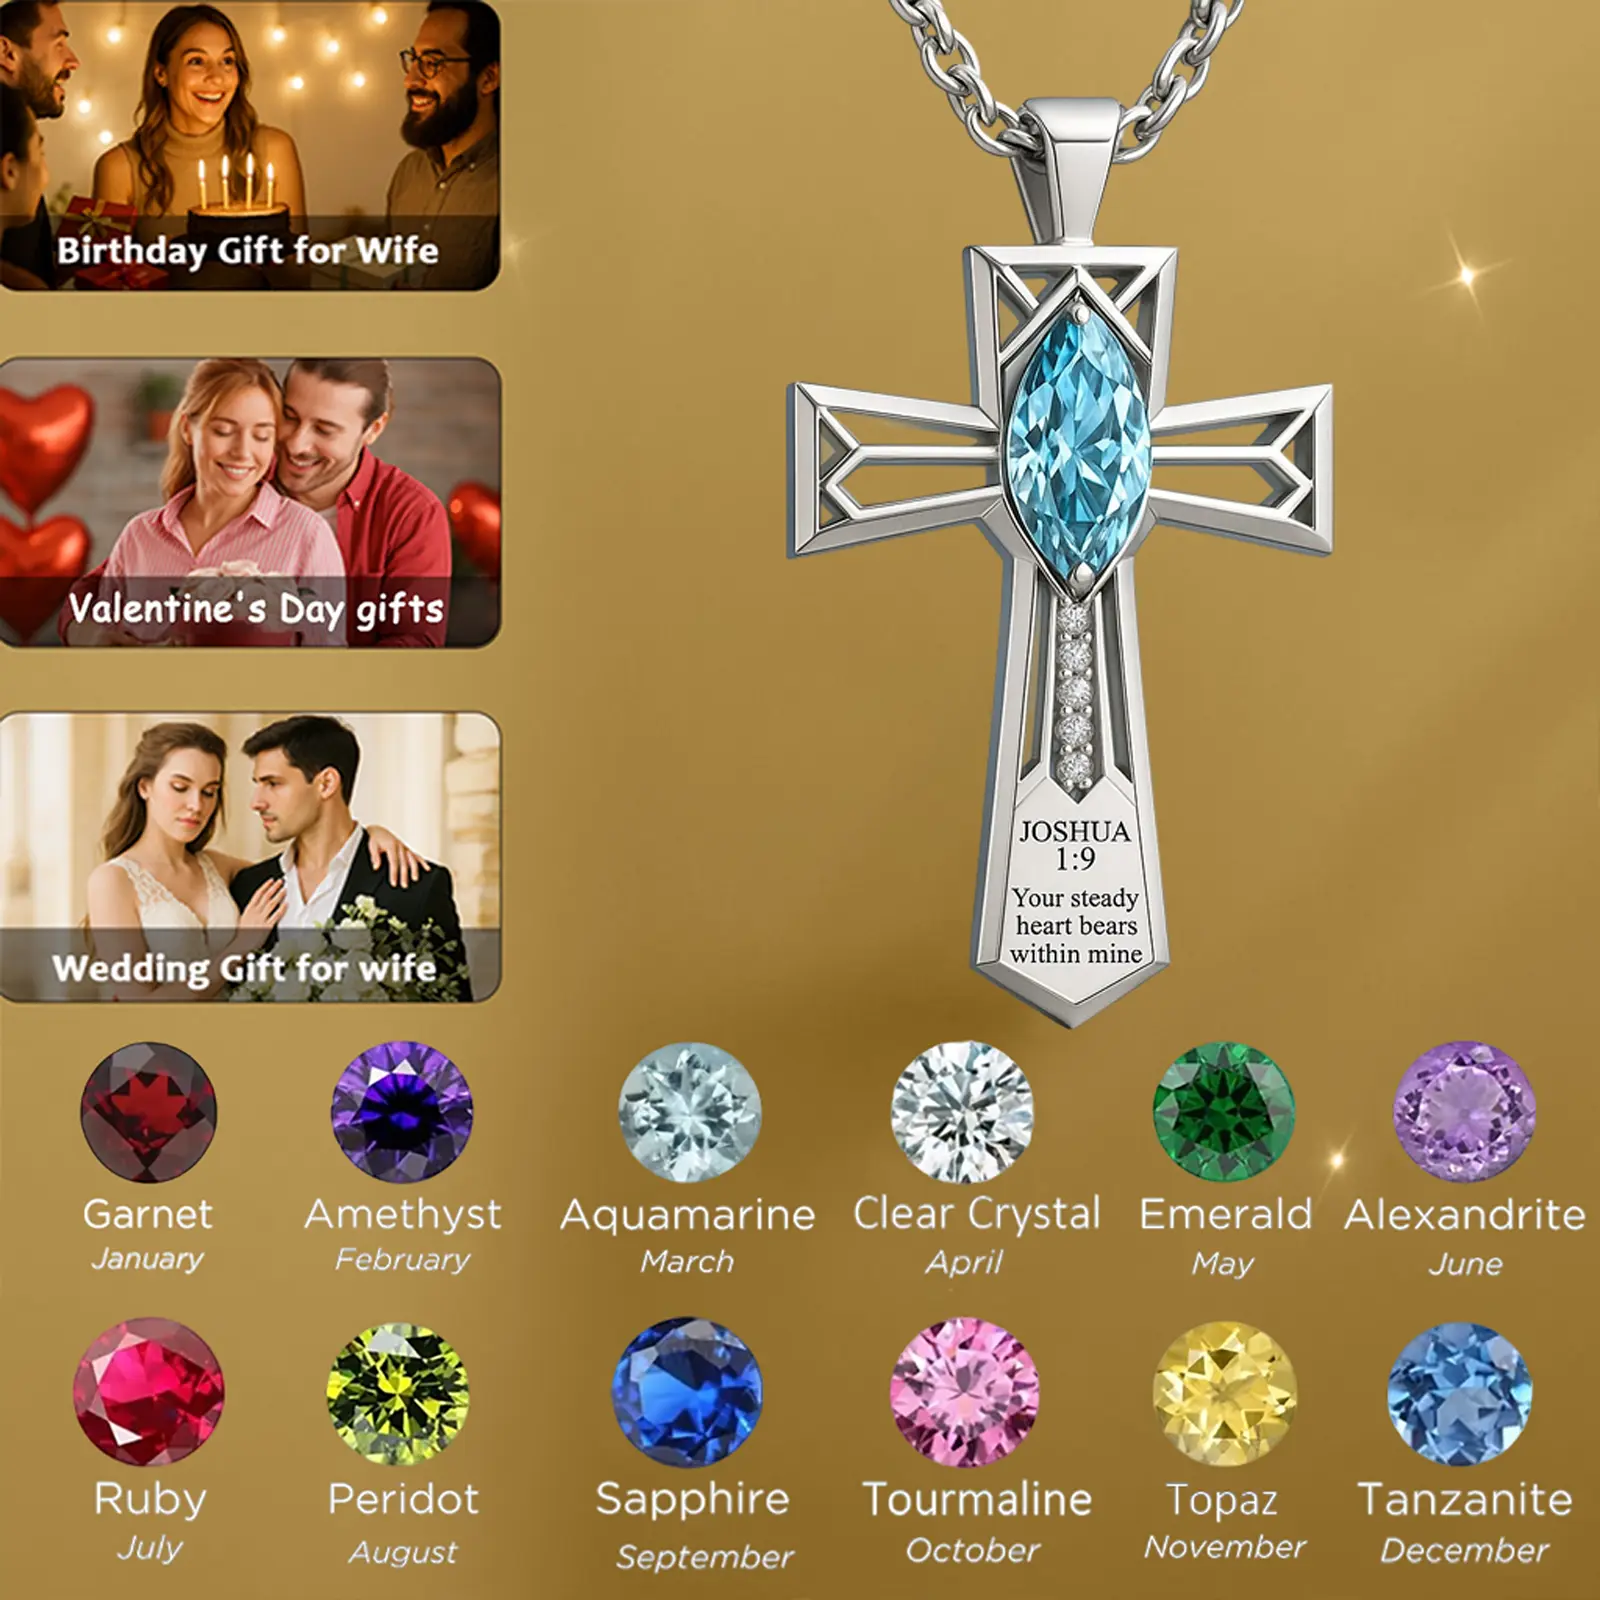 Birthday Gift for Wife
Valentine's Day gifts
Wedding Gift for wife
JOSHUA
1:9
Your steady
heart bears
within mine
Garnet
January
Amethyst
February
Aquamarine
March
Clear Crystal
April
Emerald
May
Alexandrite
June
Ruby
July
Peridot
August
Sapphire
September
Tourmaline
October
Topaz
November
Tanzanite
December